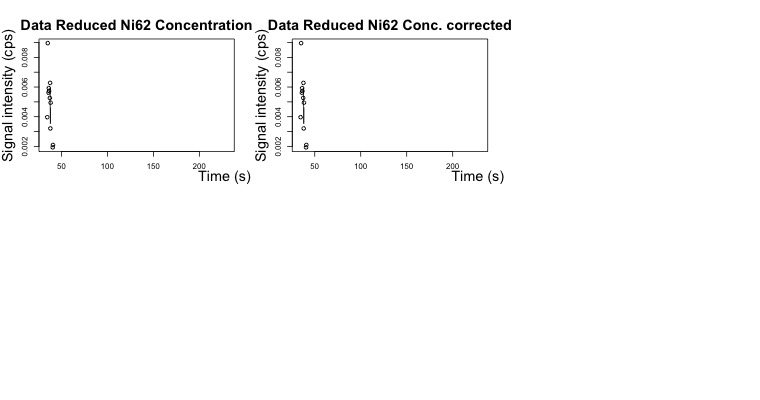 Data Reduced Ni62 Concentration
Signal intensity (cps)
0.002 0.004 0.006 0.008
50 100 150 200
Time (s)
Data Reduced Ni62 Conc. corrected
Signal intensity (cps)
0.002 0.004 0.006 0.008
50 100 150 200
Time (s)